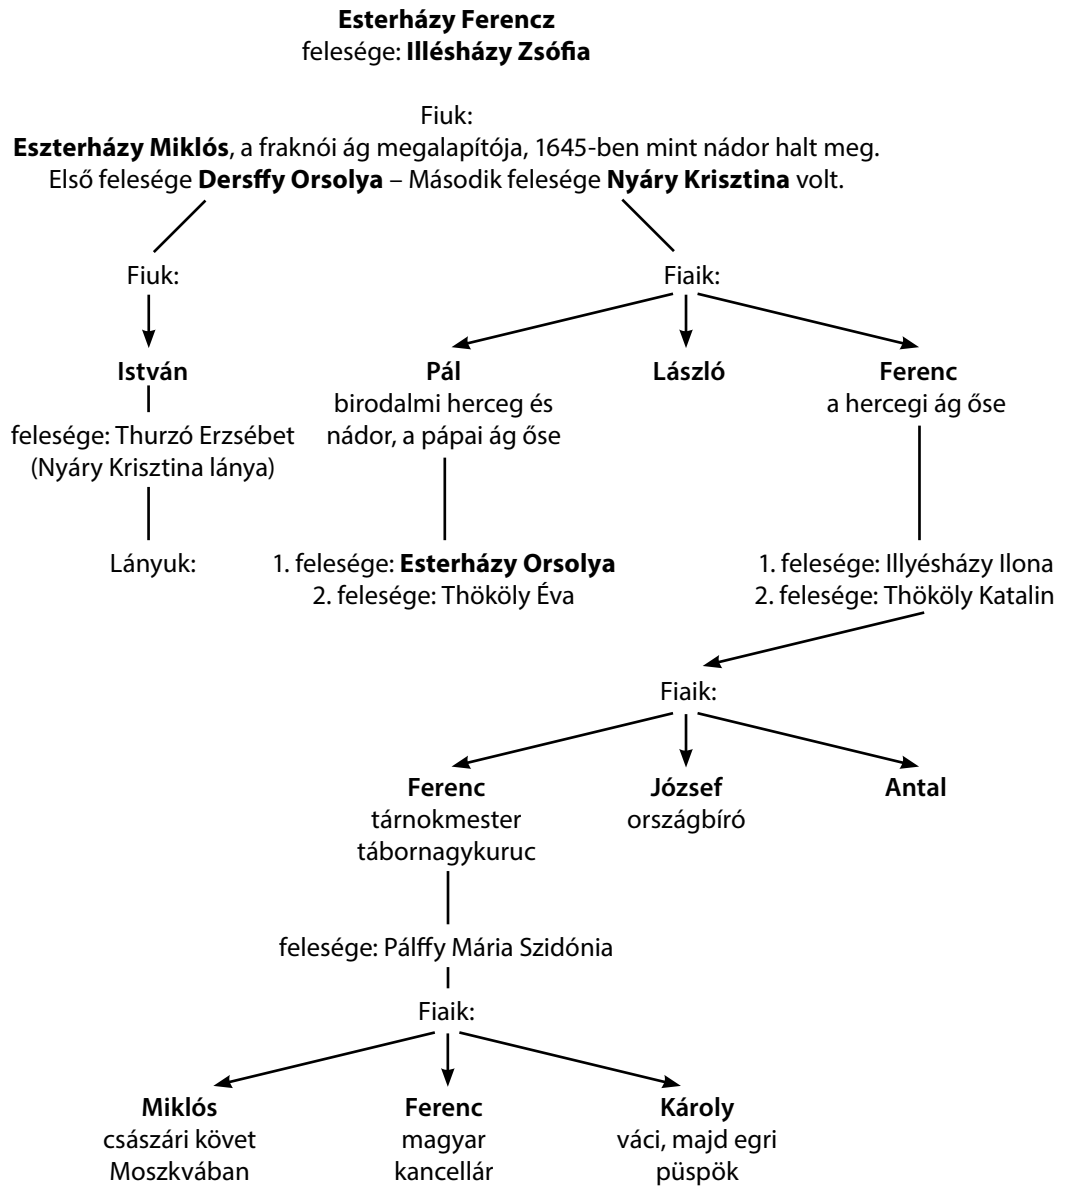 Esterházy Ferencz
felesége: Illésházy Zsófia
Fiuk:
Eszterházy Miklós, a fraknói ág megalapítója, 1645-ben mint nádor halt meg.
Első felesége Dersffy Orsolya – Második felesége Nyáry Krisztina volt.
Fiuk:
Fiaik:
István
felesége: Thurzó Erzsébet
(Nyáry Krisztina lánya)
Lányuk:
Pál
birodalmi herceg és
nádor, a pápai ág őse
1. felesége: Esterházy Orsolya
2. felesége: Thököly Éva
László
Ferenc
a hercegi ág őse
1. felesége: Illyésházy Ilona
2. felesége: Thököly Katalin
Fiaik:
Ferenc
tárnokmester
tábornagykuruc
József
országbíró
Antal
felesége: Pálffy Mária Szidónia
Fiaik:
Miklós
császári követ
Moszkvában
Ferenc
magyar
kancellár
Károly
váci, majd egri
püspök